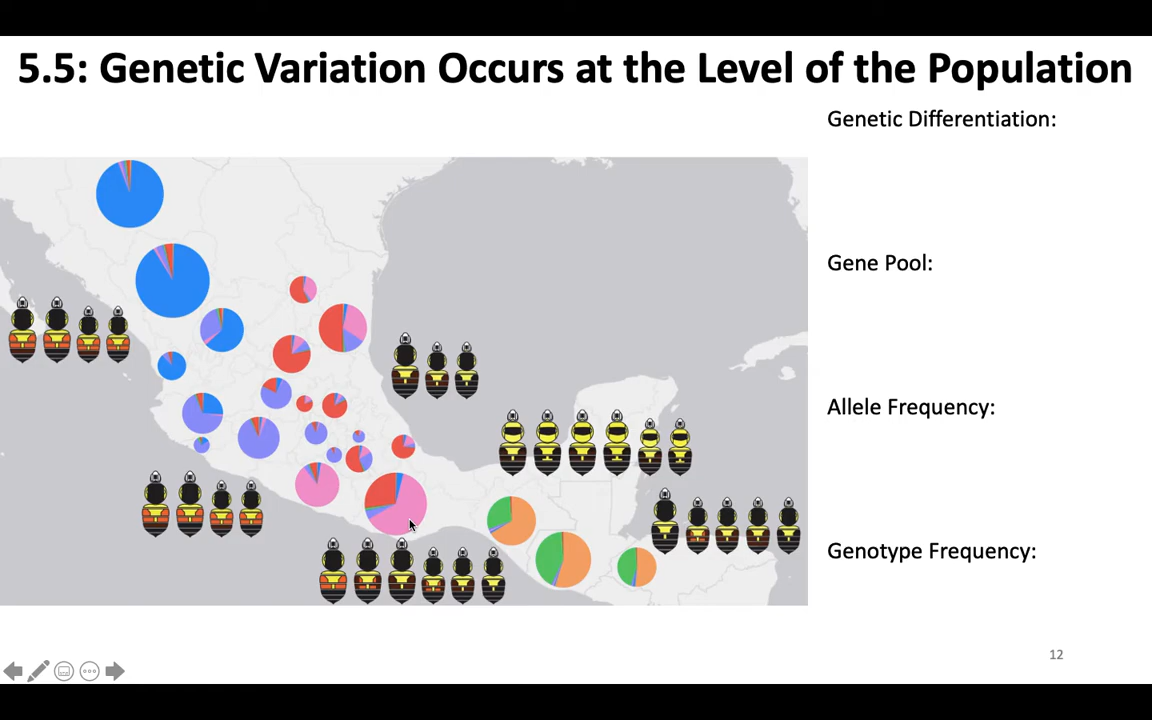 5.5: Genetic Variation Occurs at the Level of the Population
Genetic Differentiation:
Gene Pool:
Allele Frequency:
Genotype Frequency:
12